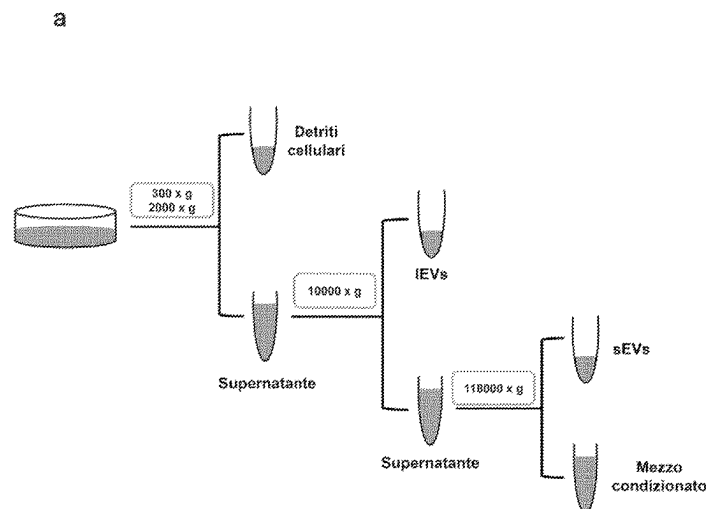 a
Detriti
cellulari
300 x g
2000 x g
lEVs
10000 x g
Supernatante
sEVs
118000 x g
Supernatante
Mezzo
condizionato